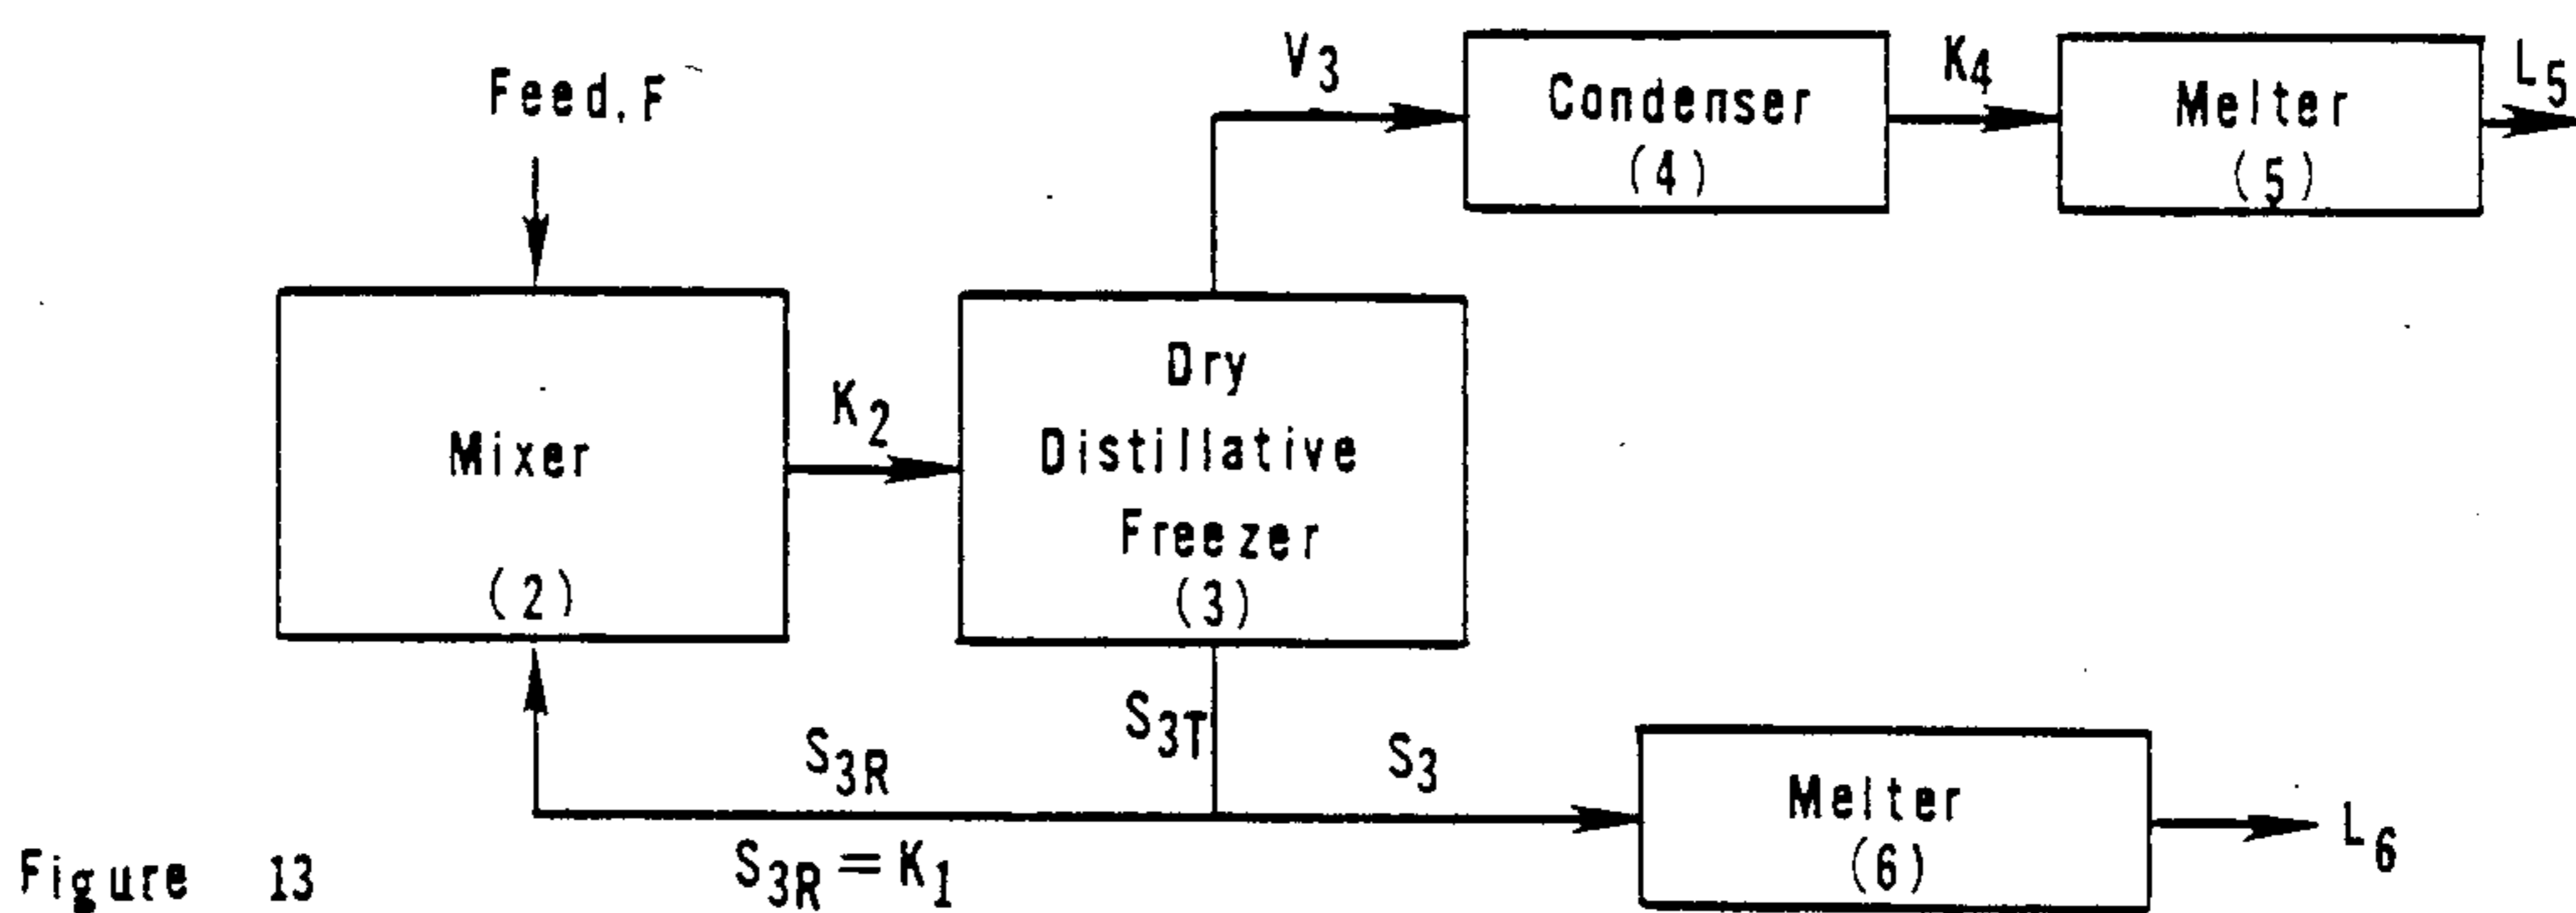 Feed, F
V3
Condenser
(4)
K4
Melter
(5)
L5
Mixer
(2)
K2
Dry
Distillative
Freezer
(3)
S3T
S3R
S3R = K1
S3
Melter
(6)
L6
Figure 13